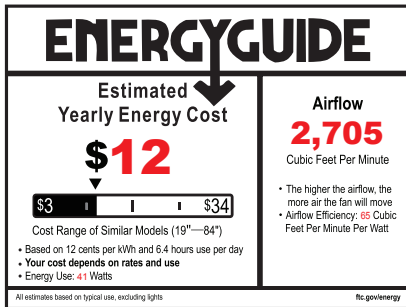 ENERGYGUIDE
Estimated
Yearly Energy Cost
$12
$3
$34
Cost Range of Similar Models (19"—84")
• Based on 12 cents per kWh and 6.4 hours use per day
• Your cost depends on rates and use
• Energy Use: 41 Watts
Airflow
2,705
Cubic Feet Per Minute
• The higher the airflow, the
more air the fan will move
• Airflow Efficiency: 65 Cubic
Feet Per Minute Per Watt
All estimates based on typical use, excluding lights
ftc.gov/energy